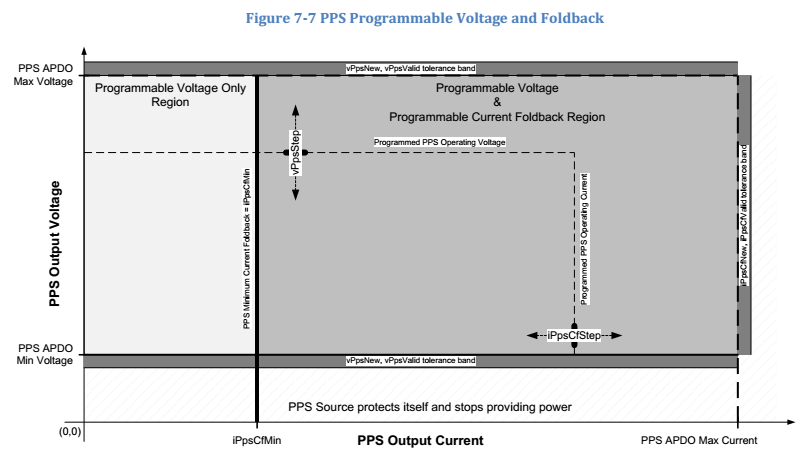 Figure 7-7 PPS Programmable Voltage and Foldback
PPS APDO
Max Voltage
vPpsNew, vPpsValid tolerance band
Programmable Voltage Only
Region
Programmable Voltage
&
Programmable Current Foldback Region
vPpsStep
Programmed PPS Operating Voltage
PPS Output Voltage
PPS Minimum Current Foldback = iPpsCfMin
Programmed PPS Operating Current
iPpsCfNew, iPpsCfValid tolerance band
iPpsCfStep
PPS APDO
Min Voltage
vPpsNew, vPpsValid tolerance band
PPS Source protects itself and stops providing power
(0,0)
iPpsCfMin
PPS Output Current
PPS APDO Max Current